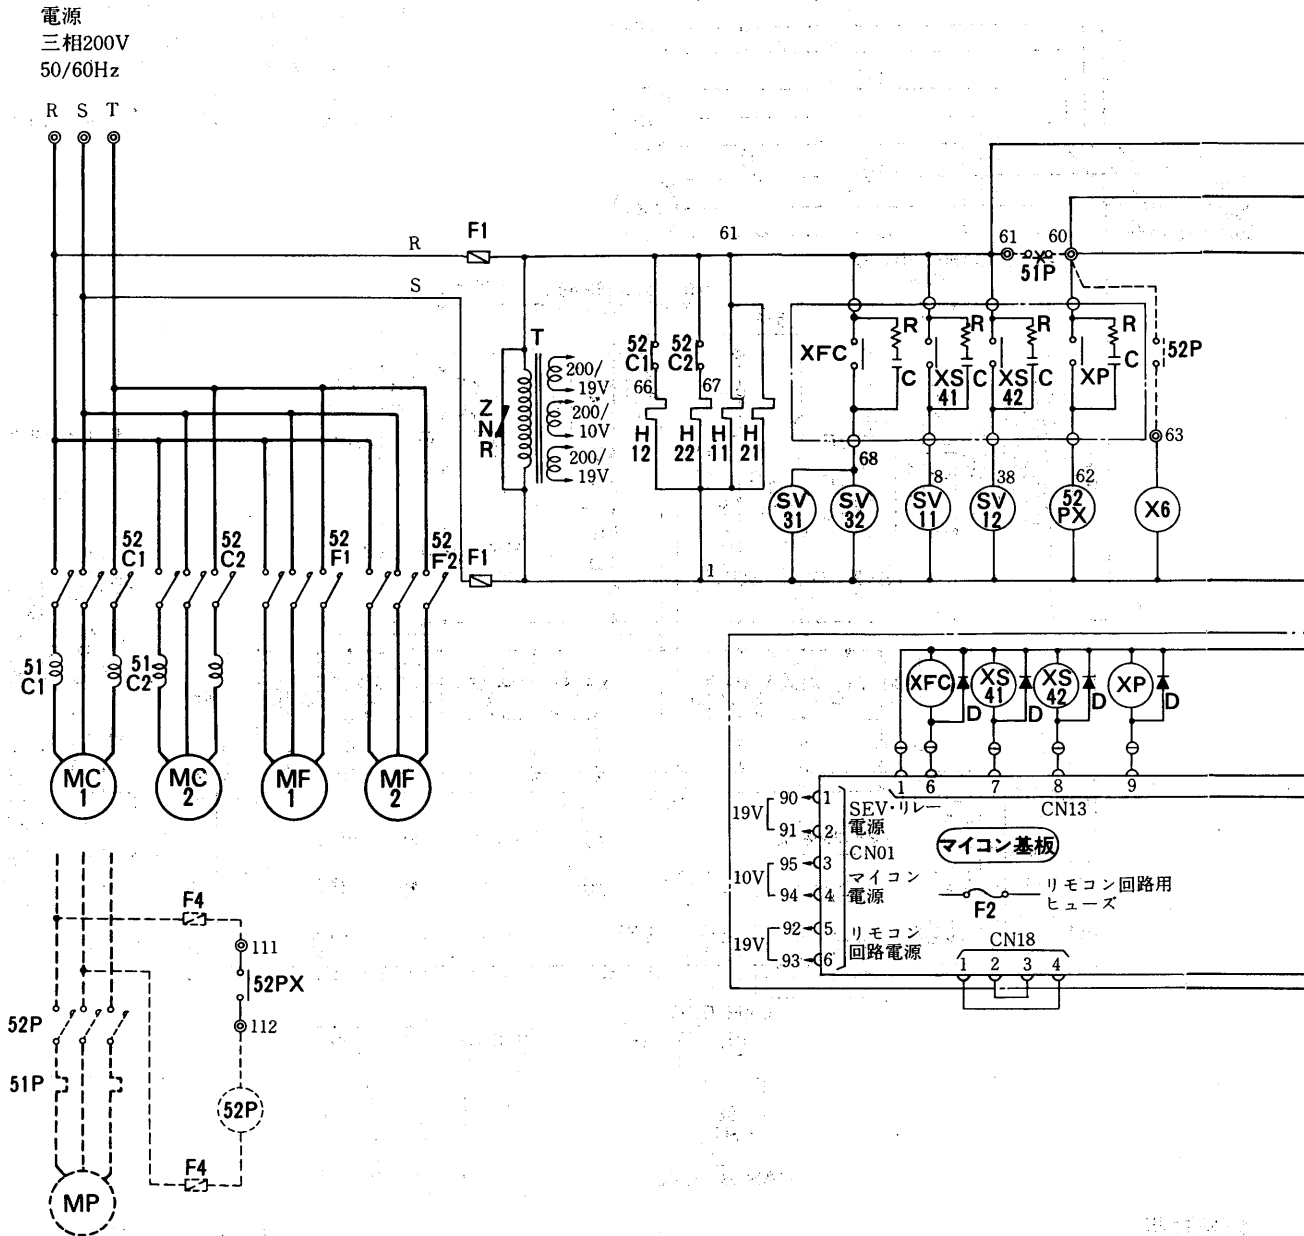 電源
三相200V
50/60Hz
R S T
R
F1
61
61 60
51P
S
T
200/
19V
200/
10V
200/
19V
Z
N
R
52
C1
52
C2
66
67
H
12
H
22
H
11
H
21
XFC
R
C
XS
41
R
C
XS
42
R
C
XP
R
C
52P
63
68
8
38
62
SV
31
SV
32
SV
11
SV
12
52
PX
X6
52
C1
52
C2
52
F1
52
F2
F1
1
51
C1
51
C2
MC
1
MC
2
MF
1
MF
2
XFC
D
XS
41
D
XS
42
D
XP
D
1 6 7 8 9
CN13
19V
90 1
91 2
SEV・リレー
電源
CN01
10V
95 3
94 4
マイコン
電源
19V
92 5
93 6
リモコン
回路電源
マイコン基板
F2
リモコン回路用
ヒューズ
CN18
1 2 3 4
F4
111
52PX
112
52P
51P
52P
F4
MP